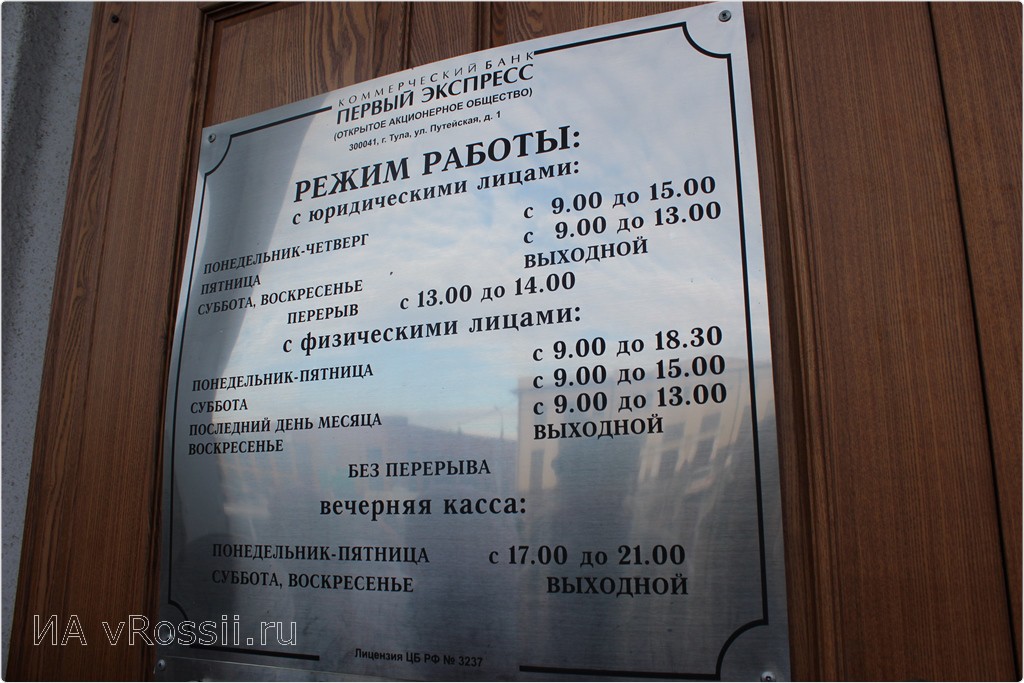 КОММЕРЧЕСКИЙ БАНК
ПЕРВЫЙ ЭКСПРЕСС
(ОТКРЫТОЕ АКЦИОНЕРНОЕ ОБЩЕСТВО)
300041, г. Тула, ул. Путейская, д. 1
РЕЖИМ РАБОТЫ:
с юридическими лицами:
ПОНЕДЕЛЬНИК-ЧЕТВЕРГ с 9.00 до 15.00
ПЯТНИЦА с 9.00 до 13.00
СУББОТА, ВОСКРЕСЕНЬЕ ВЫХОДНОЙ
ПЕРЕРЫВ с 13.00 до 14.00
с физическими лицами:
ПОНЕДЕЛЬНИК-ПЯТНИЦА с 9.00 до 18.30
СУББОТА с 9.00 до 15.00
ПОСЛЕДНИЙ ДЕНЬ МЕСЯЦА с 9.00 до 13.00
ВОСКРЕСЕНЬЕ ВЫХОДНОЙ
БЕЗ ПЕРЕРЫВА
вечерняя касса:
ПОНЕДЕЛЬНИК-ПЯТНИЦА с 17.00 до 21.00
СУББОТА, ВОСКРЕСЕНЬЕ ВЫХОДНОЙ
Лицензия ЦБ РФ № 3237
ИА vRossii.ru